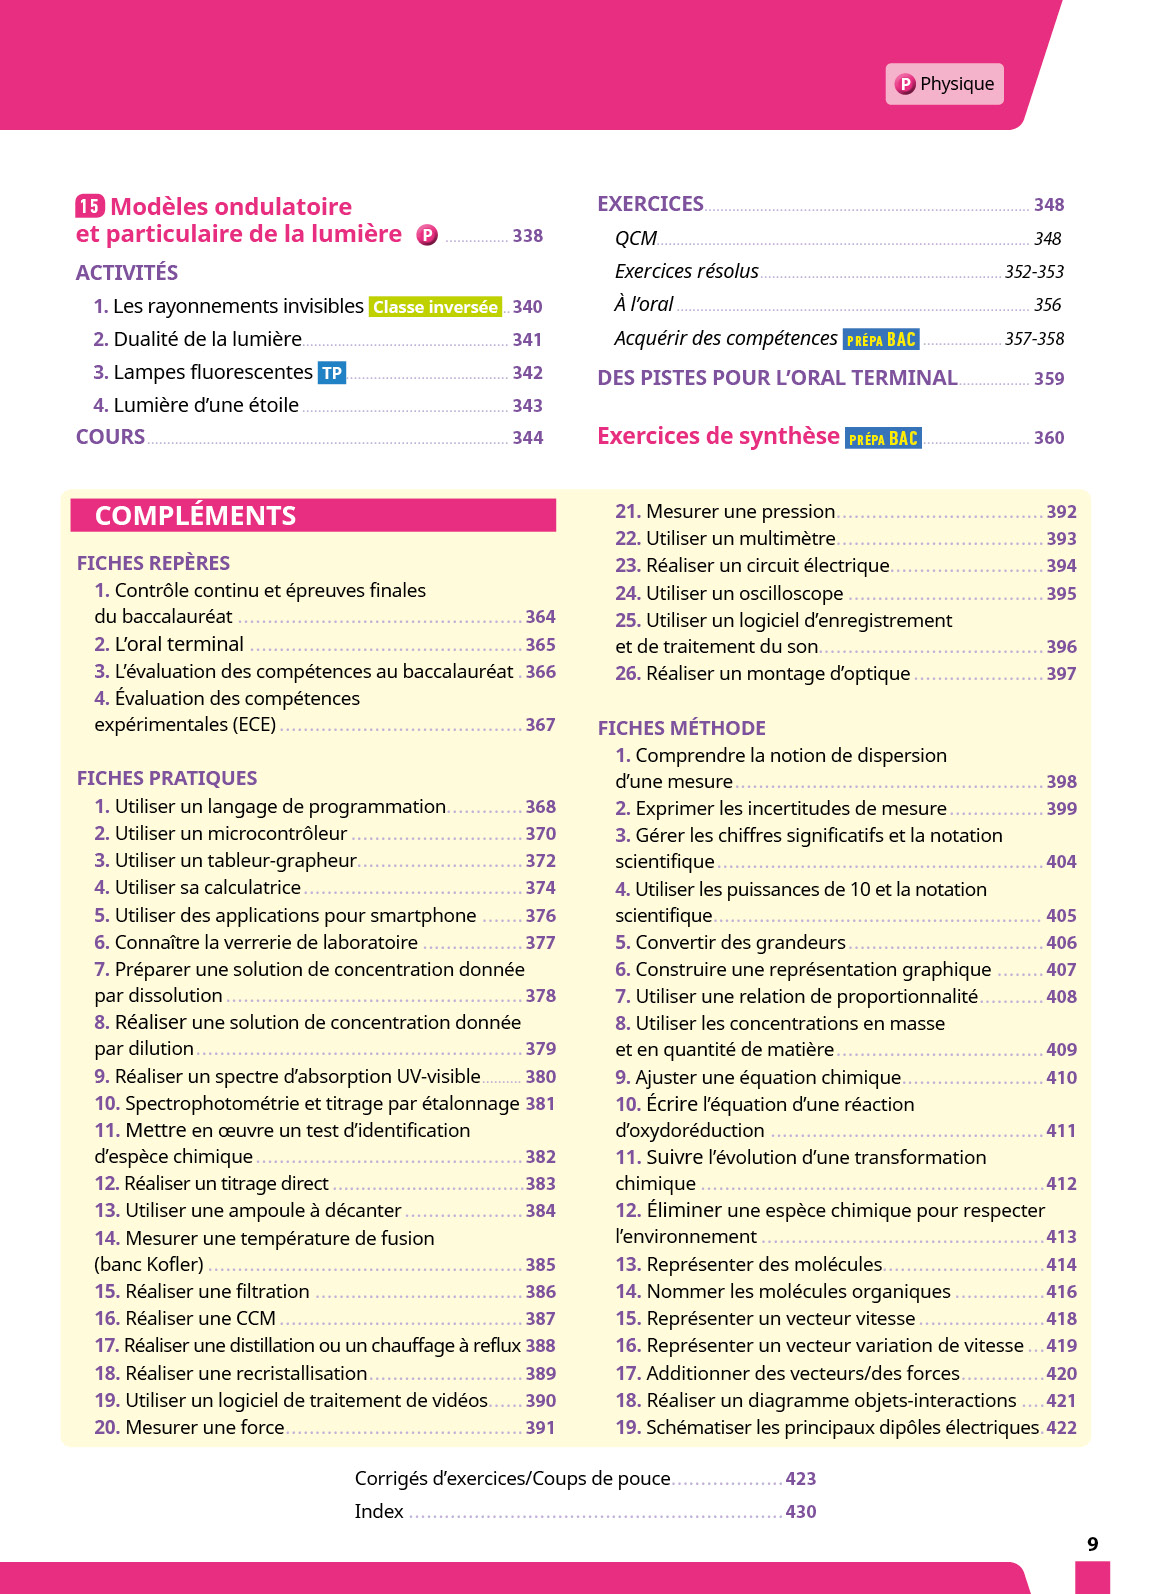 P Physique
15 Modèles ondulatoire
et particulaire de la lumière P ................ 338
ACTIVITÉS
1. Les rayonnements invisibles Classe inversée .. 340
2. Dualité de la lumière................ 341
3. Lampes fluorescentes TP ................ 342
4. Lumière d’une étoile ................ 343
COURS ................ 344
EXERCICES................ 348
QCM................ 348
Exercices résolus ................ 352-353
À l’oral ................ 356
Acquérir des compétences PRÉPA BAC ................ 357-358
DES PISTES POUR L’ORAL TERMINAL................ 359
Exercices de synthèse PRÉPA BAC ................ 360
COMPLÉMENTS
FICHES REPÈRES
1. Contrôle continu et épreuves finales
du baccalauréat ................ 364
2. L’oral terminal ................ 365
3. L’évaluation des compétences au baccalauréat . 366
4. Évaluation des compétences
expérimentales (ECE) ................ 367
FICHES PRATIQUES
1. Utiliser un langage de programmation............. 368
2. Utiliser un microcontrôleur ................ 370
3. Utiliser un tableur-grapheur................ 372
4. Utiliser sa calculatrice ................ 374
5. Utiliser des applications pour smartphone ....... 376
6. Connaître la verrerie de laboratoire ................ 377
7. Préparer une solution de concentration donnée
par dissolution ................ 378
8. Réaliser une solution de concentration donnée
par dilution ................ 379
9. Réaliser un spectre d’absorption UV-visible.......... 380
10. Spectrophotométrie et titrage par étalonnage 381
11. Mettre en œuvre un test d’identification
d’espèce chimique ................ 382
12. Réaliser un titrage direct ................ 383
13. Utiliser une ampoule à décanter ................ 384
14. Mesurer une température de fusion
(banc Kofler) ................ 385
15. Réaliser une filtration ................ 386
16. Réaliser une CCM ................ 387
17. Réaliser une distillation ou un chauffage à reflux 388
18. Réaliser une recristallisation................ 389
19. Utiliser un logiciel de traitement de vidéos...... 390
20. Mesurer une force................ 391
21. Mesurer une pression................ 392
22. Utiliser un multimètre................ 393
23. Réaliser un circuit électrique................ 394
24. Utiliser un oscilloscope ................ 395
25. Utiliser un logiciel d’enregistrement
et de traitement du son................ 396
26. Réaliser un montage d’optique ................ 397
FICHES MÉTHODE
1. Comprendre la notion de dispersion
d’une mesure ................ 398
2. Exprimer les incertitudes de mesure ................ 399
3. Gérer les chiffres significatifs et la notation
scientifique ................ 404
4. Utiliser les puissances de 10 et la notation
scientifique................ 405
5. Convertir des grandeurs ................ 406
6. Construire une représentation graphique ........ 407
7. Utiliser une relation de proportionnalité........... 408
8. Utiliser les concentrations en masse
et en quantité de matière ................ 409
9. Ajuster une équation chimique................ 410
10. Écrire l’équation d’une réaction
d’oxydoréduction ................ 411
11. Suivre l’évolution d’une transformation
chimique ................ 412
12. Éliminer une espèce chimique pour respecter
l’environnement ................ 413
13. Représenter des molécules................ 414
14. Nommer les molécules organiques ............... 416
15. Représenter un vecteur vitesse ................ 418
16. Représenter un vecteur variation de vitesse ... 419
17. Additionner des vecteurs/des forces.............. 420
18. Réaliser un diagramme objets-interactions .... 421
19. Schématiser les principaux dipôles électriques. 422
Corrigés d’exercices/Coups de pouce................... 423
Index ................ 430
9